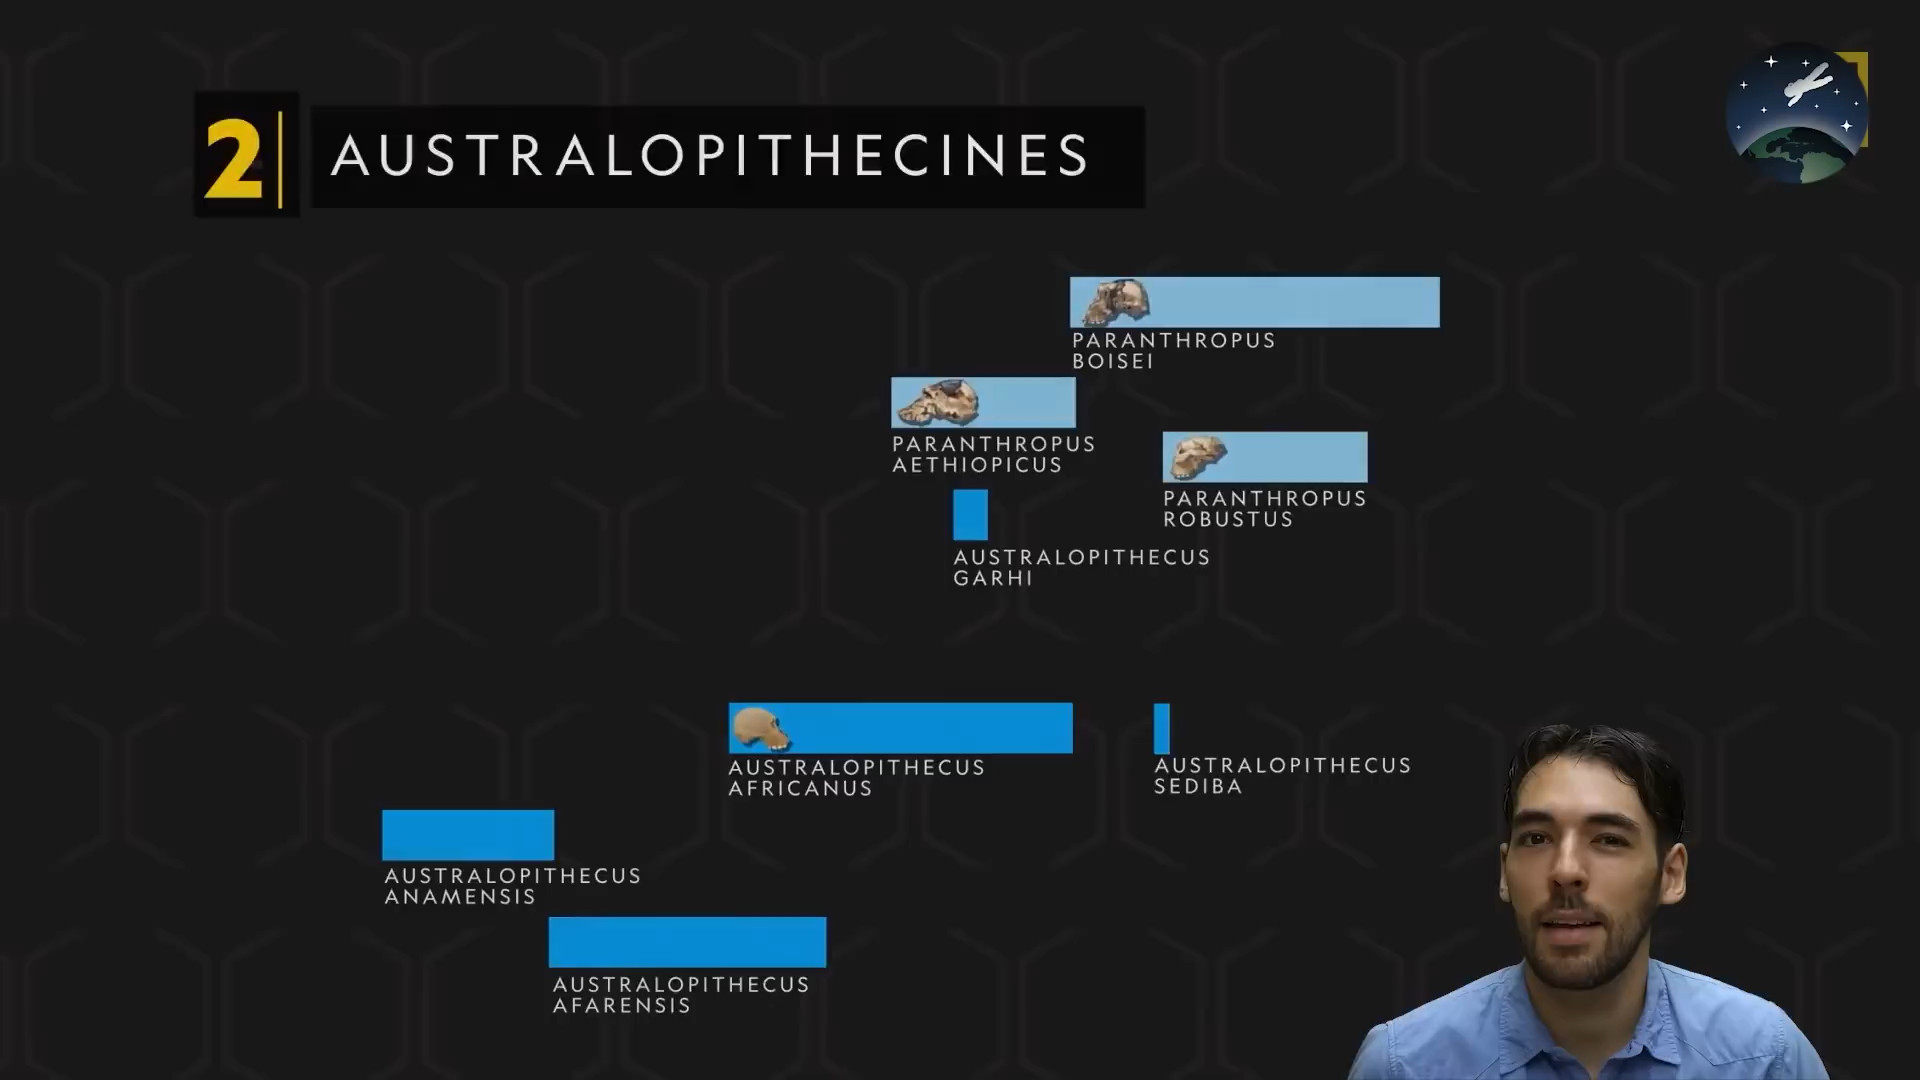 2 AUSTRALOPITHECINES
PARANTHROPUS
BOISEI
PARANTHROPUS
AETHIOPICUS
PARANTHROPUS
ROBUSTUS
AUSTRALOPITHECUS
GARHI
AUSTRALOPITHECUS
AFRICANUS
AUSTRALOPITHECUS
SEDIBA
AUSTRALOPITHECUS
ANAMENSIS
AUSTRALOPITHECUS
AFARENSIS